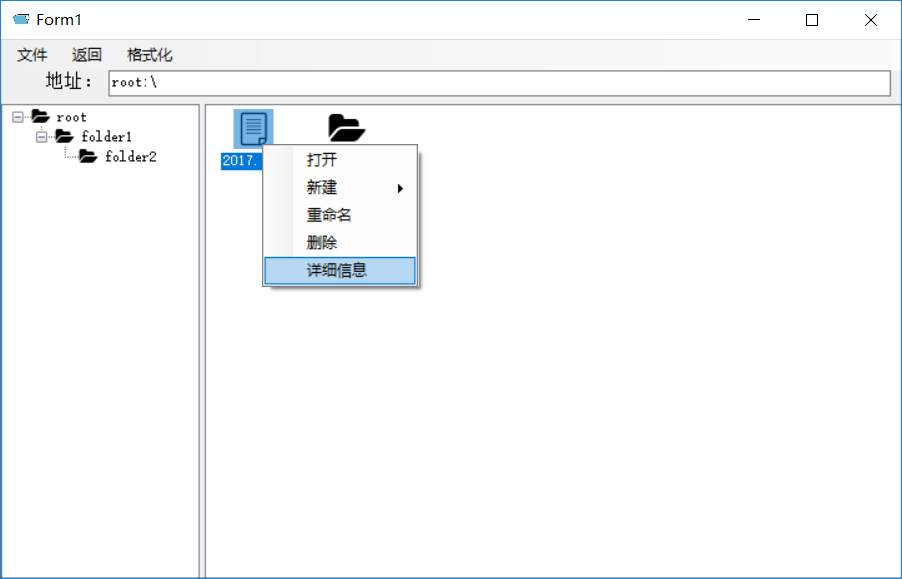 Form1
文件 返回 格式化
地址： root:\
root
folder1
folder2
2017.
打开
新建
重命名
删除
详细信息